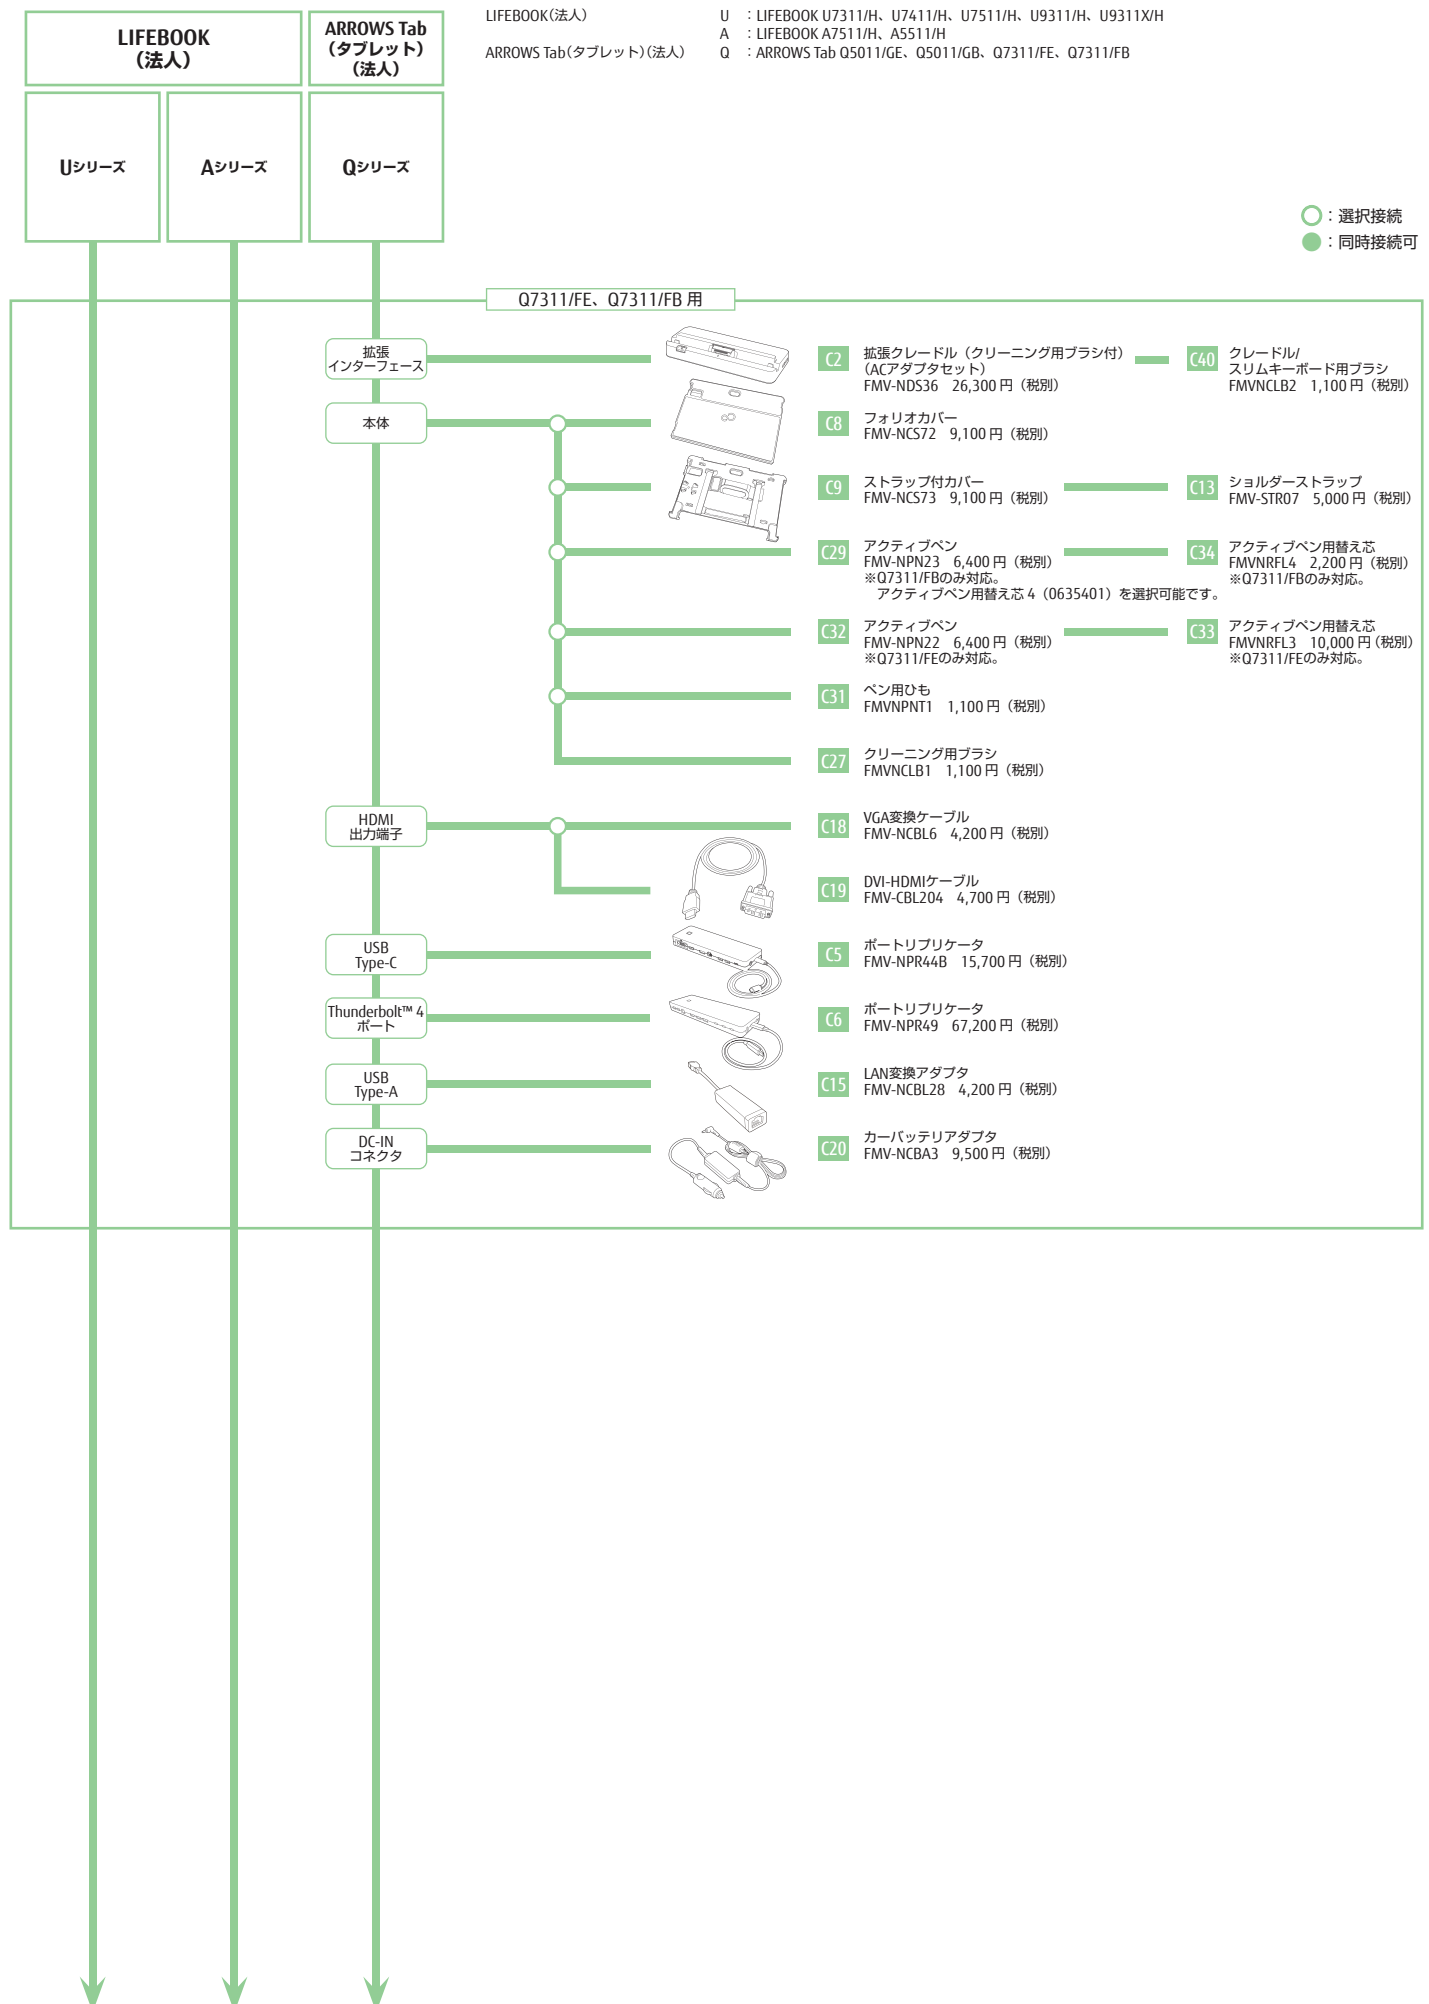 LIFEBOOK
（法人）
ARROWS Tab
（タブレット）
（法人）
LIFEBOOK（法人） U ：LIFEBOOK U7311/H、U7411/H、U7511/H、U9311/H、U9311X/H
A ：LIFEBOOK A7511/H、A5511/H
ARROWS Tab（タブレット）（法人） Q ：ARROWS Tab Q5011/GE、Q5011/GB、Q7311/FE、Q7311/FB
Uシリーズ
Aシリーズ
Qシリーズ
：選択接続
：同時接続可
Q7311/FE、Q7311/FB 用
拡張
インターフェース
C2
拡張クレードル（クリーニング用ブラシ付）
（ACアダプタセット）
FMV-NDS36 26,300 円（税別）
C40
クレードル/
スリムキーボード用ブラシ
FMVNCLB2 1,100 円（税別）
本体
C8
フォリオカバー
FMV-NCS72 9,100 円（税別）
C9
ストラップ付カバー
FMV-NCS73 9,100 円（税別）
C13
ショルダーストラップ
FMV-STR07 5,000 円（税別）
C29
アクティブペン
FMV-NPN23 6,400 円（税別）
※Q7311/FBのみ対応。
アクティブペン用替え芯 4（0635401）を選択可能です。
C34
アクティブペン用替え芯
FMVNRFL4 2,200 円（税別）
※Q7311/FBのみ対応。
C32
アクティブペン
FMV-NPN22 6,400 円（税別）
※Q7311/FEのみ対応。
C33
アクティブペン用替え芯
FMVNRFL3 10,000 円（税別）
※Q7311/FEのみ対応。
C31
ペン用ひも
FMVNPNT1 1,100 円（税別）
C27
クリーニング用ブラシ
FMVNCLB1 1,100 円（税別）
HDMI
出力端子
C18
VGA変換ケーブル
FMV-NCBL6 4,200 円（税別）
C19
DVI-HDMIケーブル
FMV-CBL204 4,700 円（税別）
USB
Type-C
C5
ポートリプリケータ
FMV-NPR44B 15,700 円（税別）
Thunderbolt™ 4
ポート
C6
ポートリプリケータ
FMV-NPR49 67,200 円（税別）
USB
Type-A
C15
LAN変換アダプタ
FMV-NCBL28 4,200 円（税別）
DC-IN
コネクタ
C20
カーバッテリアダプタ
FMV-NCBA3 9,500 円（税別）